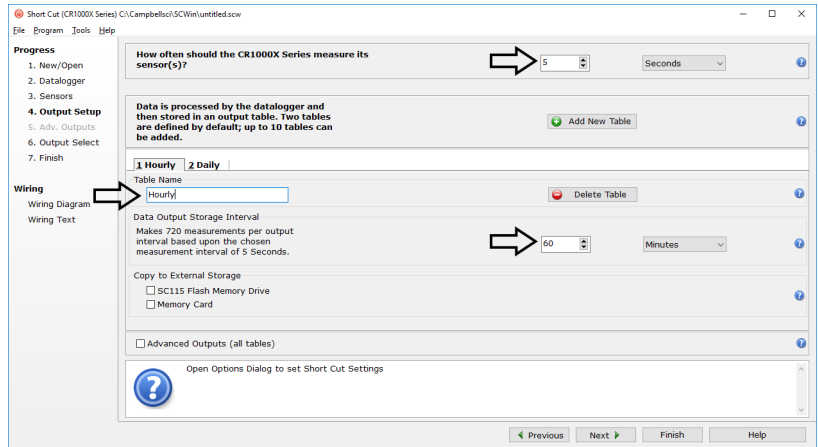 Short Cut (CR1000X Series) C:\Campbellsci\SCWin\untitled.scw
File Program Tools Help
Progress
1. New/Open
2. Datalogger
3. Sensors
4. Output Setup
5. Adv. Outputs
6. Output Select
7. Finish
Wiring
Wiring Diagram
Wiring Text
How often should the CR1000X Series measure its
sensor(s)?
5
Seconds
Data is processed by the datalogger and
then stored in an output table. Two tables
are defined by default; up to 10 tables can
be added.
Add New Table
1 Hourly 2 Daily
Table Name
Hourly
Delete Table
Data Output Storage Interval
Makes 720 measurements per output
interval based upon the chosen
measurement interval of 5 Seconds.
60
Minutes
Copy to External Storage
SC115 Flash Memory Drive
Memory Card
Advanced Outputs (all tables)
Open Options Dialog to set Short Cut Settings
Previous Next Finish Help